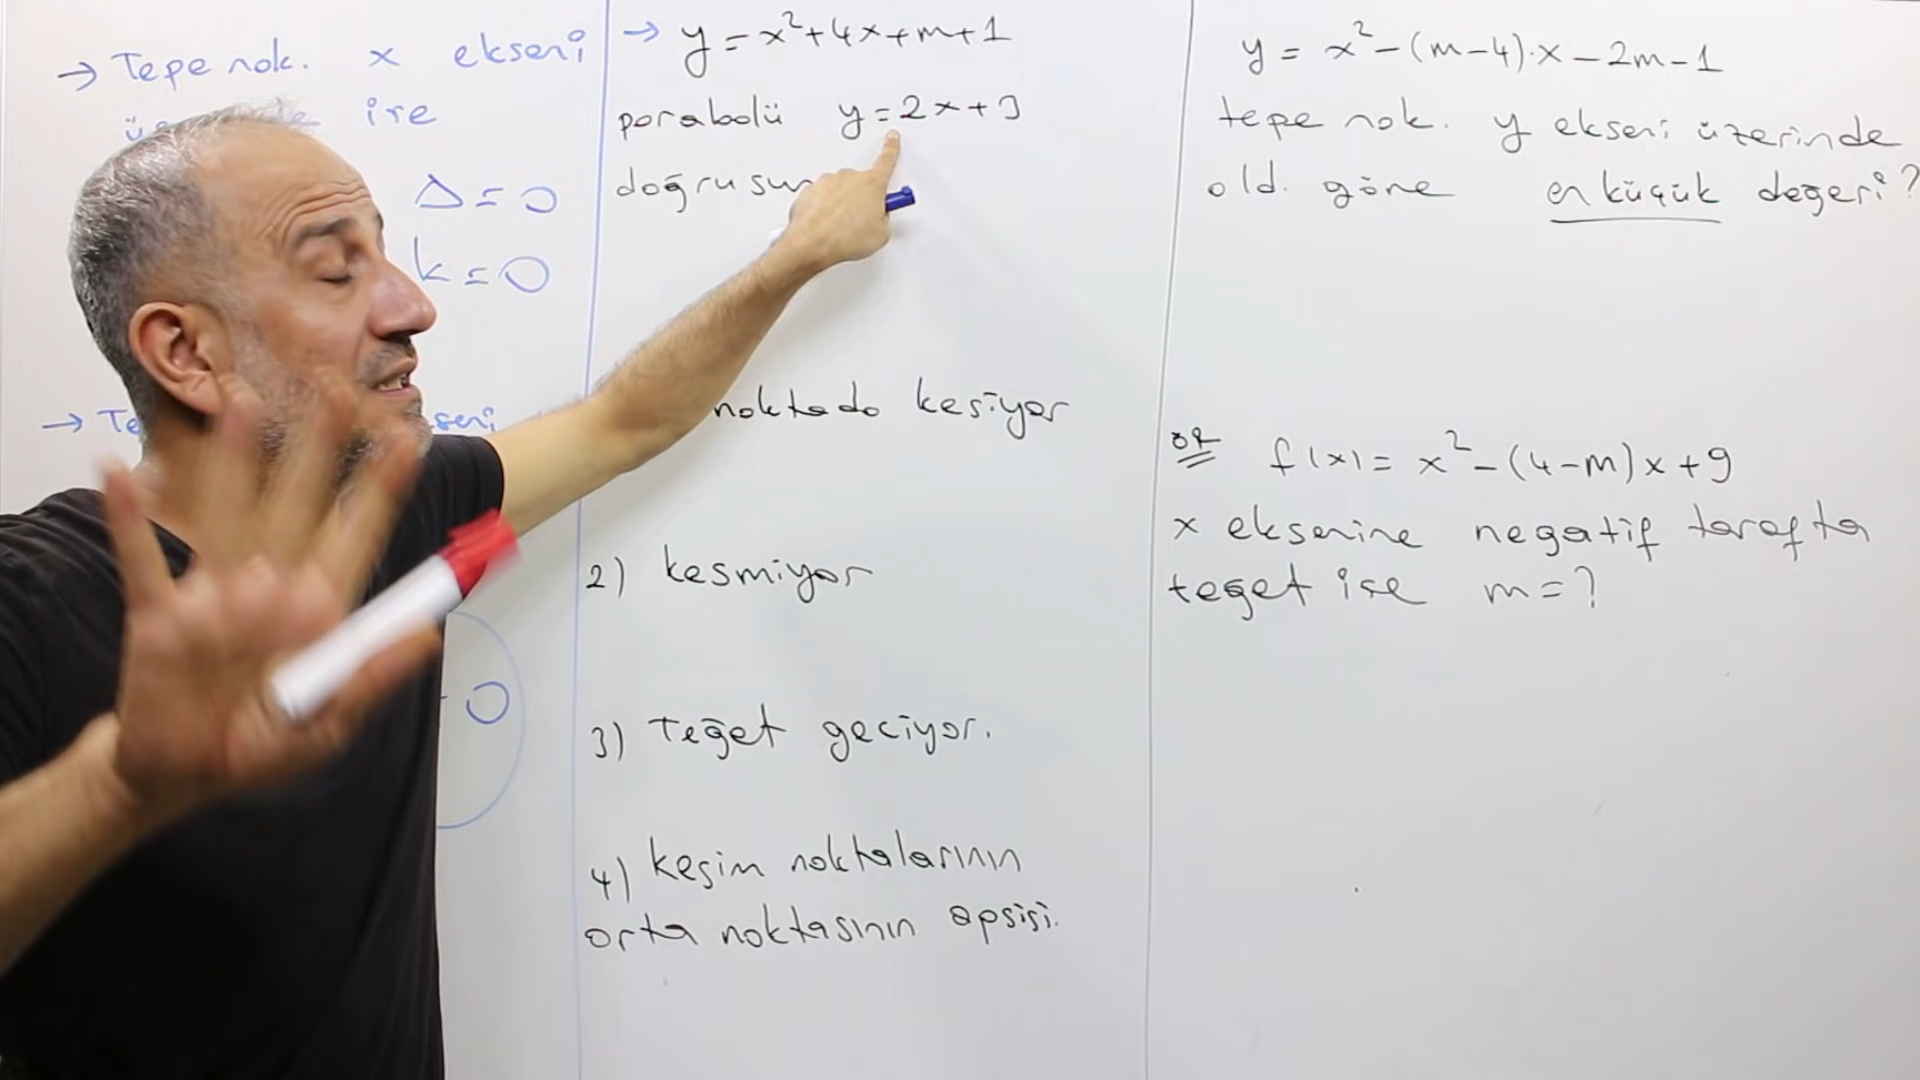 → Tepe nok. x ekseni
ise
Δ = 0
k = 0
→
0
→ y = x² + 4x + m + 1
parabolü y = 2x + 3
doğrusun
noktada kesiyor
2) kesmiyor
3) Teğet geçiyor.
4) Kesim noktalarının
orta noktasının apsisi.
y = x² - (m - 4)·x - 2m - 1
tepe nok. y ekseni üzerinde
old. göre en küçük değeri?
ÖR f(x) = x² - (4 - m)x + 9
x eksenine negatif tarafta
teğet ise m = ?